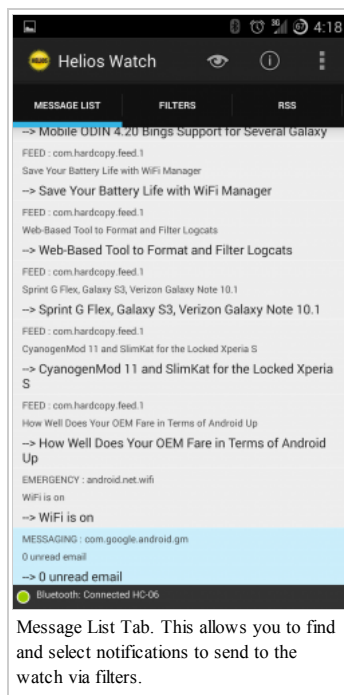 3G 67 4:18
HELIOS Helios Watch
MESSAGE LIST FILTERS RSS
--> Mobile ODIN 4.20 Bings Support for Several Galaxy
FEED : com.hardcopy.feed.1
Save Your Battery Life with WiFi Manager
--> Save Your Battery Life with WiFi Manager
FEED : com.hardcopy.feed.1
Web-Based Tool to Format and Filter Logcats
--> Web-Based Tool to Format and Filter Logcats
FEED : com.hardcopy.feed.1
Sprint G Flex, Galaxy S3, Verizon Galaxy Note 10.1
--> Sprint G Flex, Galaxy S3, Verizon Galaxy Note 10.1
FEED : com.hardcopy.feed.1
CyanogenMod 11 and SlimKat for the Locked Xperia S
--> CyanogenMod 11 and SlimKat for the Locked Xperia
S
FEED : com.hardcopy.feed.1
How Well Does Your OEM Fare in Terms of Android Up
--> How Well Does Your OEM Fare in Terms of Android
Up
EMERGENCY : android.net.wifi
WiFi is on
--> WiFi is on
MESSAGING : com.google.android.gm
0 unread email
--> 0 unread email
Bluetooth: Connected HC-06
Message List Tab. This allows you to find
and select notifications to send to the
watch via filters.